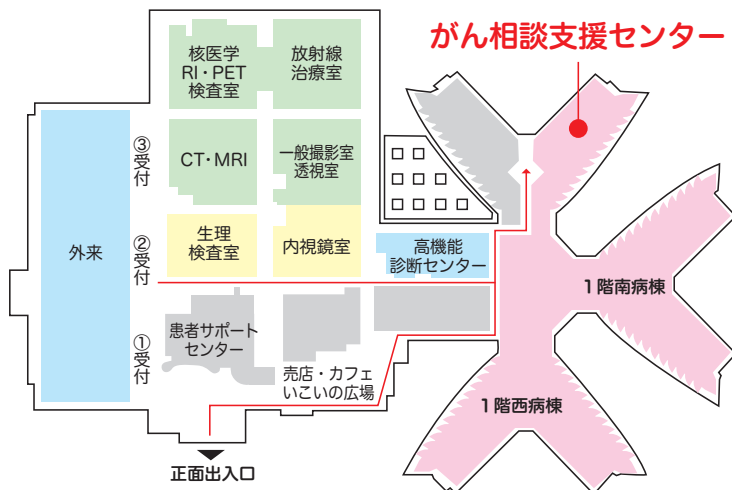 がん相談支援センター
核医学
RI・PET
検査室
放射線
治療室
③受付
CT・MRI
一般撮影室
透視室
外来
②受付
生理
検査室
内視鏡室
高機能
診断センター
1階南病棟
①受付
患者サポート
センター
売店・カフェ
いこいの広場
1階西病棟
正面出入口